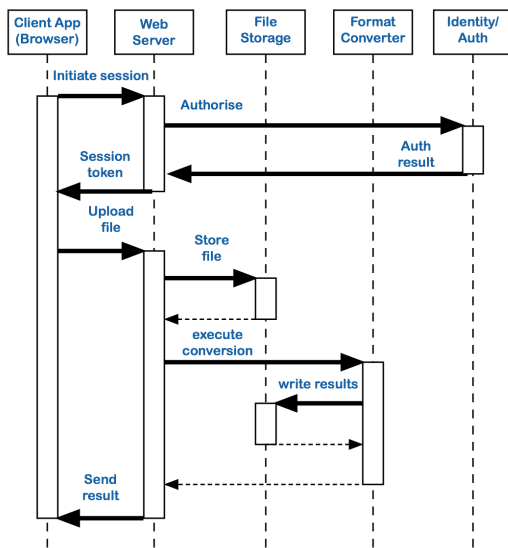 Client App
(Browser)
Web
Server
File
Storage
Format
Converter
Identity/
Auth
Initiate session
Authorise
Auth
result
Session
token
Upload
file
Store
file
execute
conversion
write results
Send
result